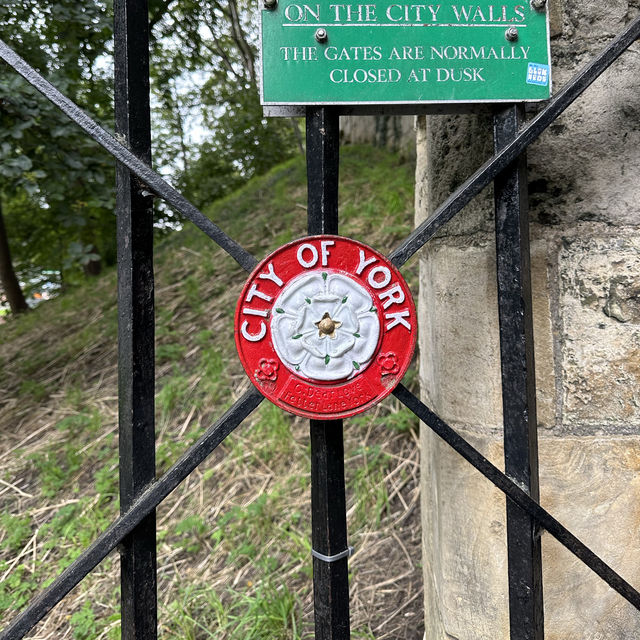 ON THE CITY WALLS
THE GATES ARE NORMALLY
CLOSED AT DUSK
CITY OF YORK